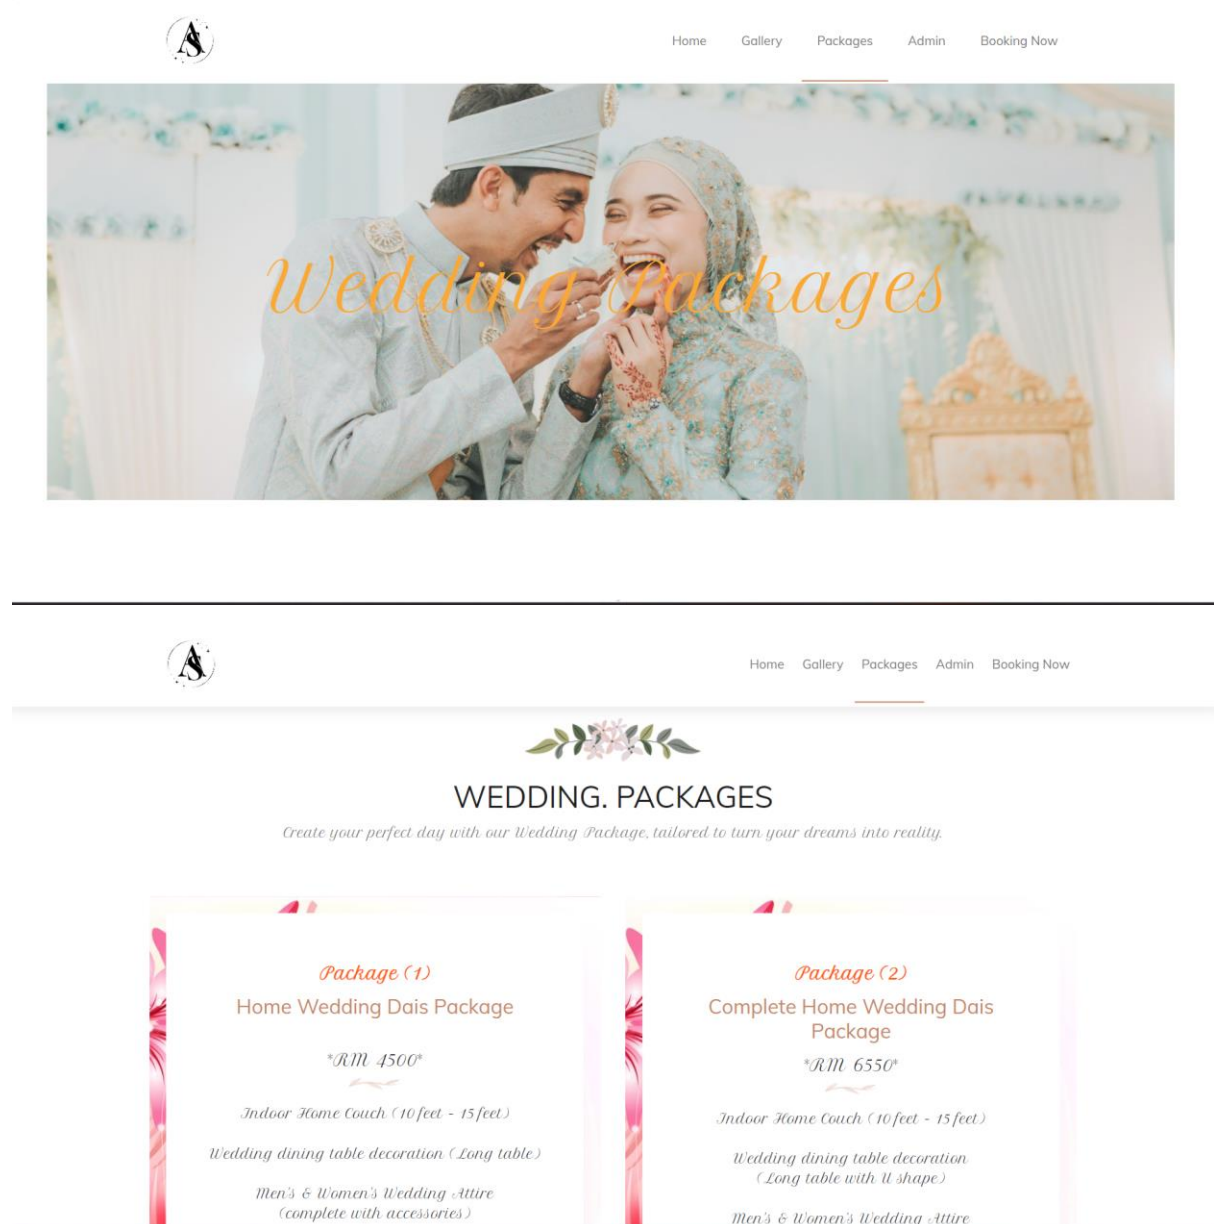 AS
Home Gallery Packages Admin Booking Now
Wedding Packages
AS
Home Gallery Packages Admin Booking Now
WEDDING. PACKAGES
Create your perfect day with our Wedding Package, tailored to turn your dreams into reality.
Package (1)
Home Wedding Dais Package
*RM 4500*
Indoor Home Couch (10 feet - 15 feet)
Wedding dining table decoration (Long table)
Men's & Women's Wedding Attire
(complete with accessories)
Package (2)
Complete Home Wedding Dais
Package
*RM 6550*
Indoor Home Couch (10 feet - 15 feet)
Wedding dining table decoration
(Long table with U shape)
Men's & Women's Wedding Attire